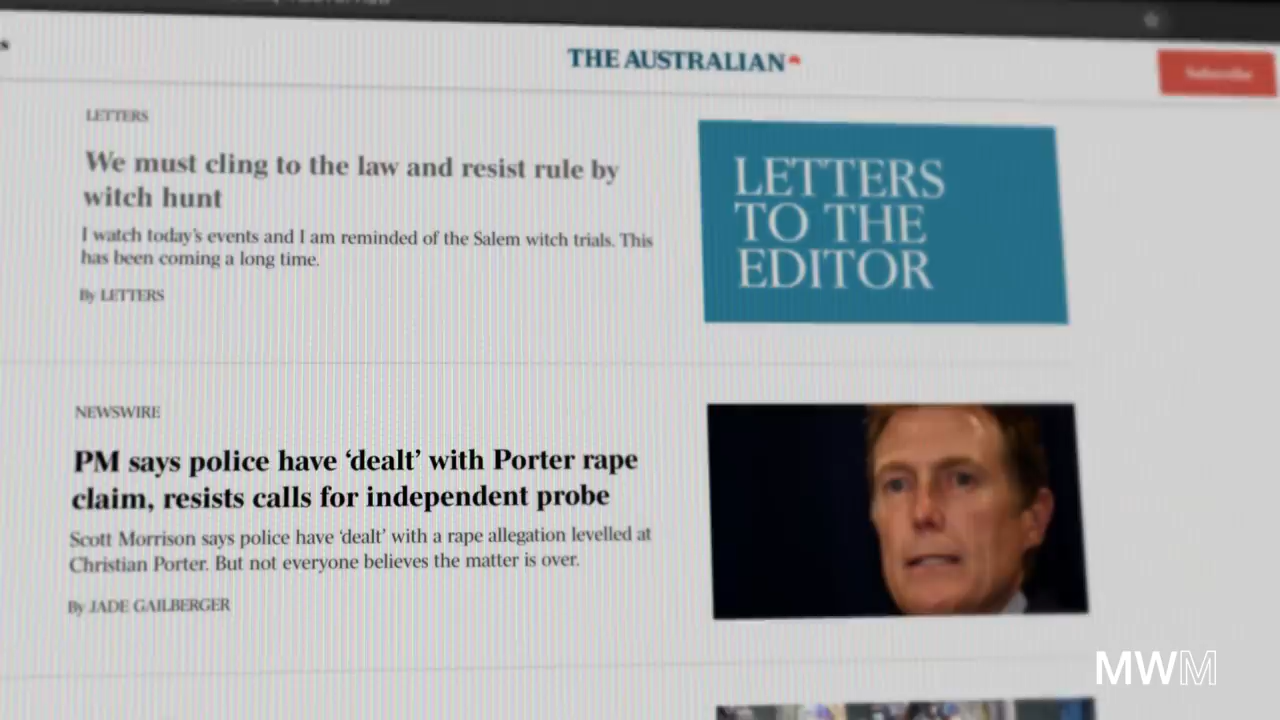 THE AUSTRALIAN
Subscribe
LETTERS
We must cling to the law and resist rule by
witch hunt
I watch today's events and I am reminded of the Salem witch trials. This
has been coming a long time.
By LETTERS
LETTERS
TO THE
EDITOR
NEWSWIRE
PM says police have ‘dealt’ with Porter rape
claim, resists calls for independent probe
Scott Morrison says police have ‘dealt’ with a rape allegation levelled at
Christian Porter. But not everyone believes the matter is over.
By JADE GAILBERGER
MWM